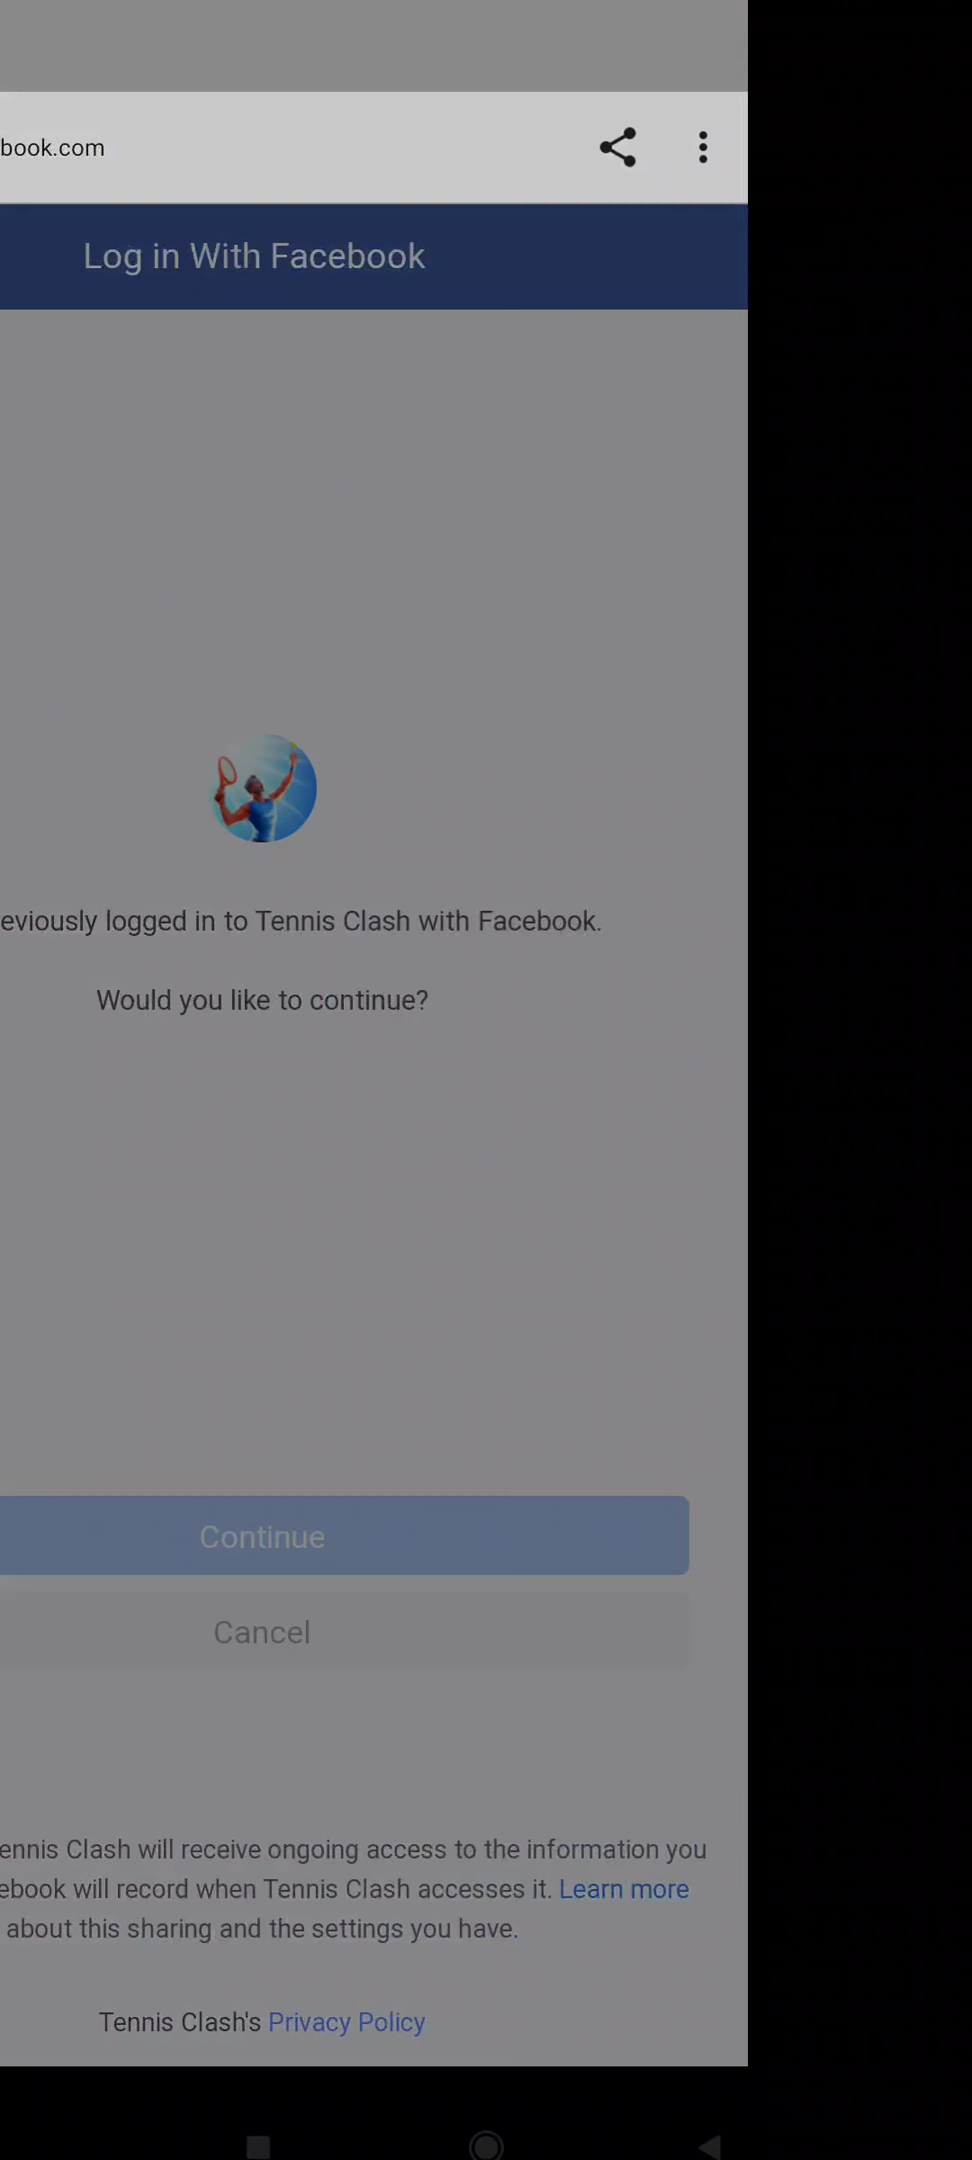 book.com
Log in With Facebook
eviously logged in to Tennis Clash with Facebook.
Would you like to continue?
Continue
Cancel
ennis Clash will receive ongoing access to the information you
ebook will record when Tennis Clash accesses it. Learn more
about this sharing and the settings you have.
Tennis Clash's Privacy Policy